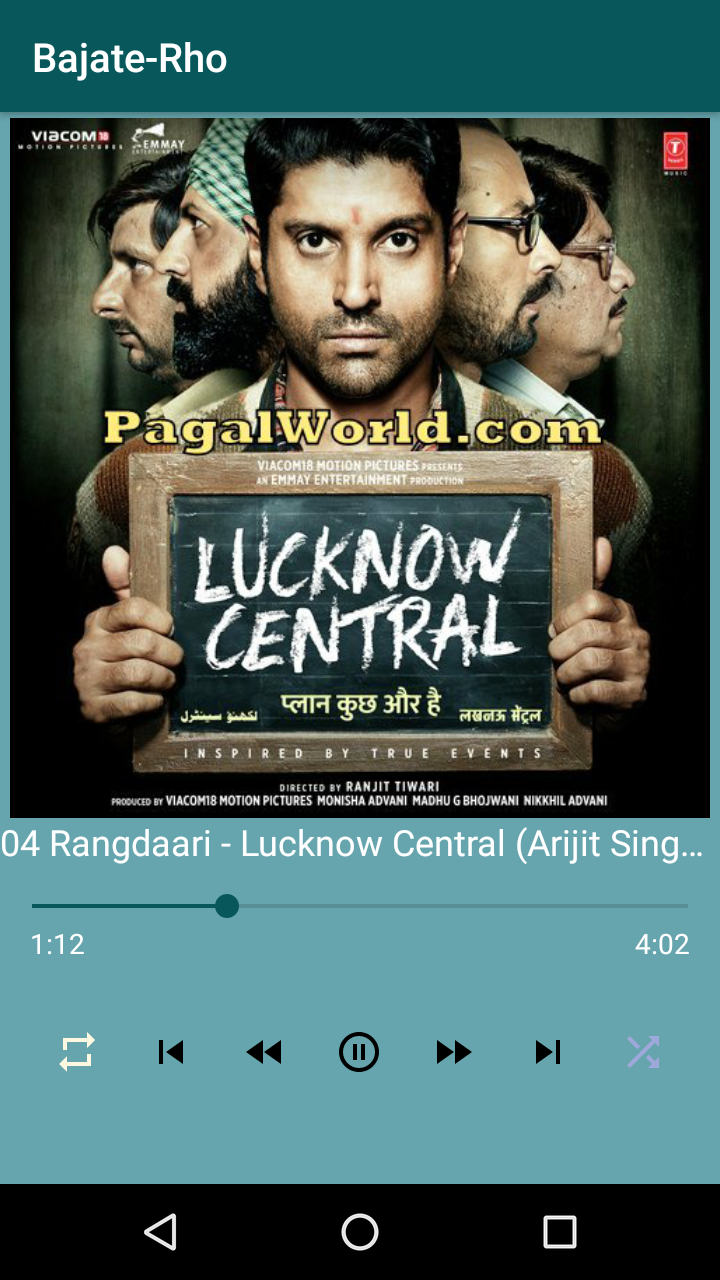 Bajate-Rho
VIACOM18
MOTION PICTURES
EMMAY
ENTERTAINMENT
T
SERIES
MUSIC
PagalWorld.com
VIACOM18 MOTION PICTURES PRESENTS
AN EMMAY ENTERTAINMENT PRODUCTION
LUCKNOW
CENTRAL
प्लान कुछ और है
لکھنؤ سینٹرل
लखनऊ सेंट्रल
INSPIRED BY TRUE EVENTS
DIRECTED BY RANJIT TIWARI
PRODUCED BY VIACOM18 MOTION PICTURES MONISHA ADVANI MADHU G BHOJWANI NIKKHIL ADVANI
04 Rangdaari - Lucknow Central (Arijit Sing...
1:12
4:02